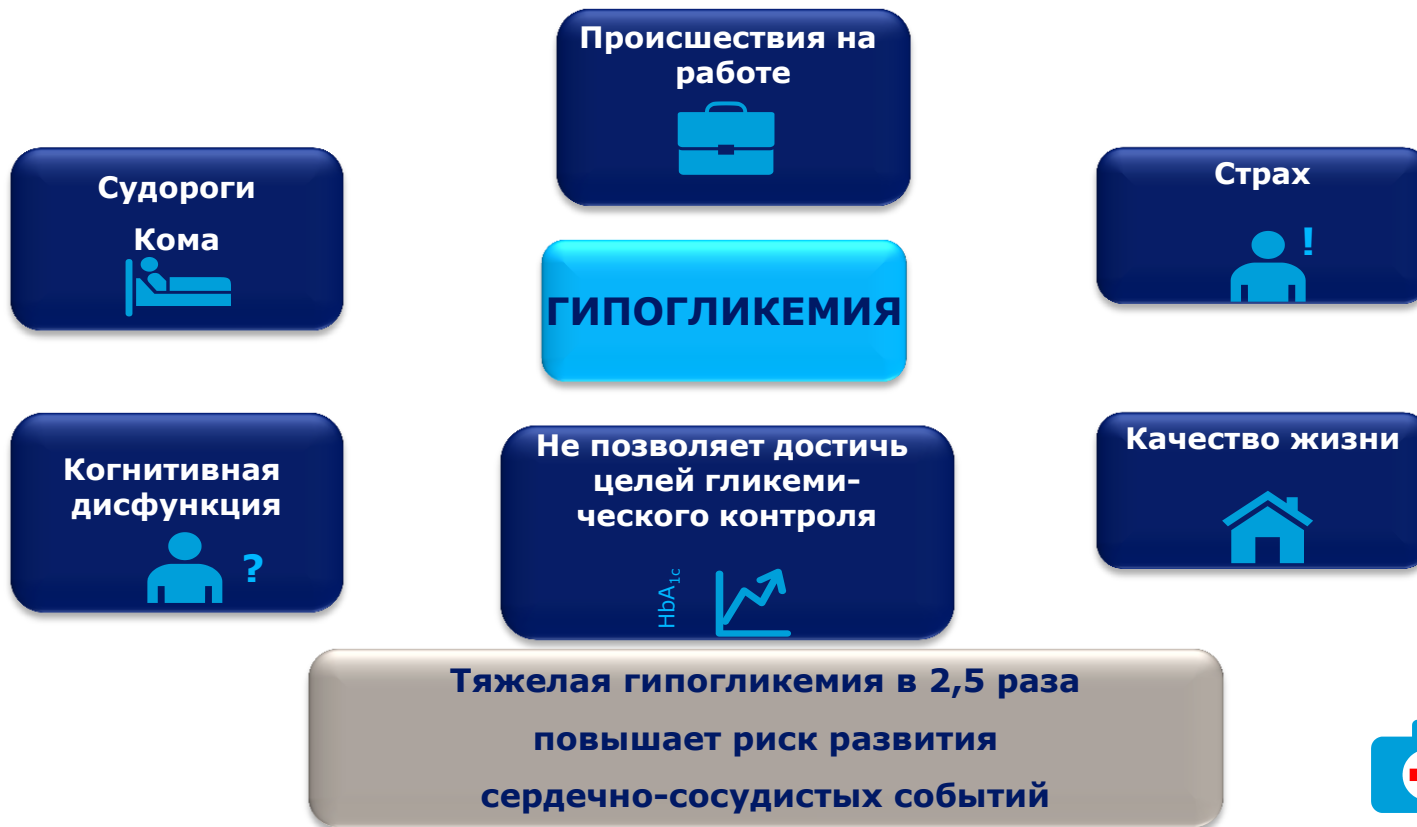 Происшествия на
работе
Судороги
Кома
Страх
!
ГИПОГЛИКЕМИЯ
Когнитивная
дисфункция
?
Не позволяет достичь
целей гликеми-
ческого контроля
HbA1c
Качество жизни
Тяжелая гипогликемия в 2,5 раза
повышает риск развития
сердечно-сосудистых событий